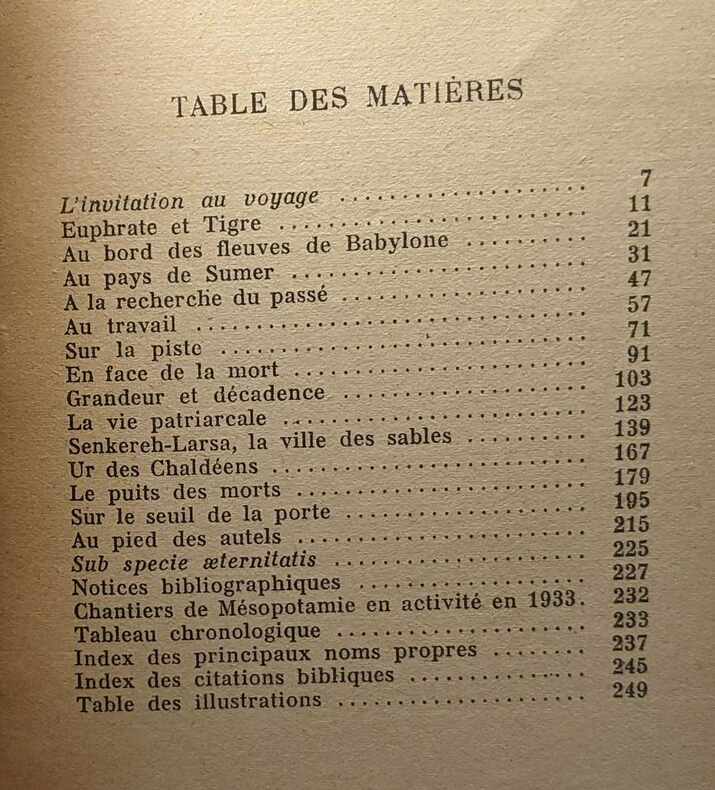 TABLE DES MATIÈRES
L'invitation au voyage ...................... 7
Euphrate et Tigre ......................... 11
Au bord des fleuves de Babylone .......... 21
Au pays de Sumer ........................ 31
A la recherche du passé .................... 47
Au travail ................................ 57
Sur la piste .............................. 71
En face de la mort ........................ 91
Grandeur et décadence .................... 103
La vie patriarcale ......................... 123
Senkereh-Larsa, la ville des sables .......... 139
Ur des Chaldéens ......................... 167
Le puits des morts ........................ 179
Sur le seuil de la porte .................... 195
Au pied des autels ........................ 215
Sub specie æternitatis ..................... 225
Notices bibliographiques ................... 227
Chantiers de Mésopotamie en activité en 1933. 232
Tableau chronologique ..................... 233
Index des principaux noms propres ........ 237
Index des citations bibliques ............... 245
Table des illustrations ..................... 249